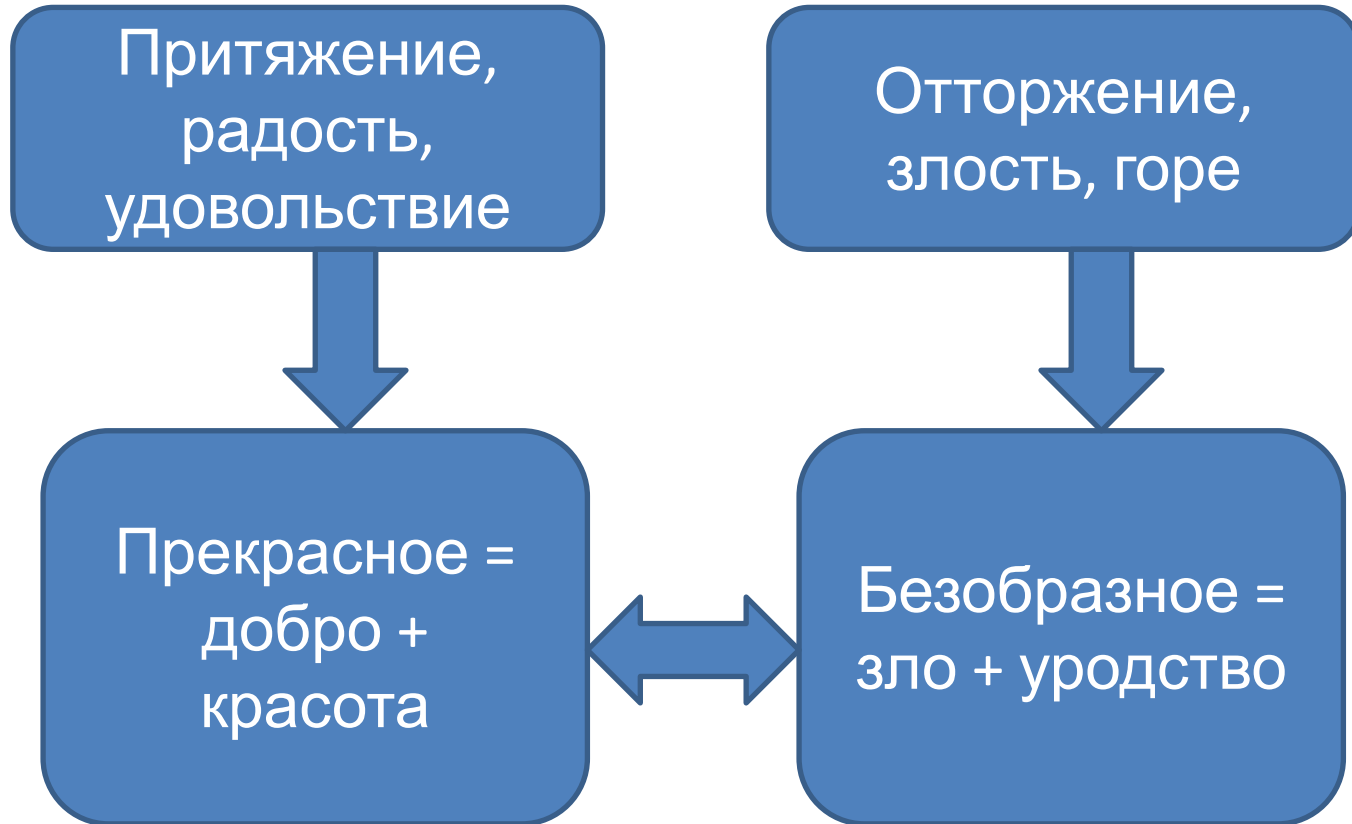 Притяжение,
радость,
удовольствие
Отторжение,
злость, горе
Прекрасное =
добро +
красота
Безобразное =
зло + уродство